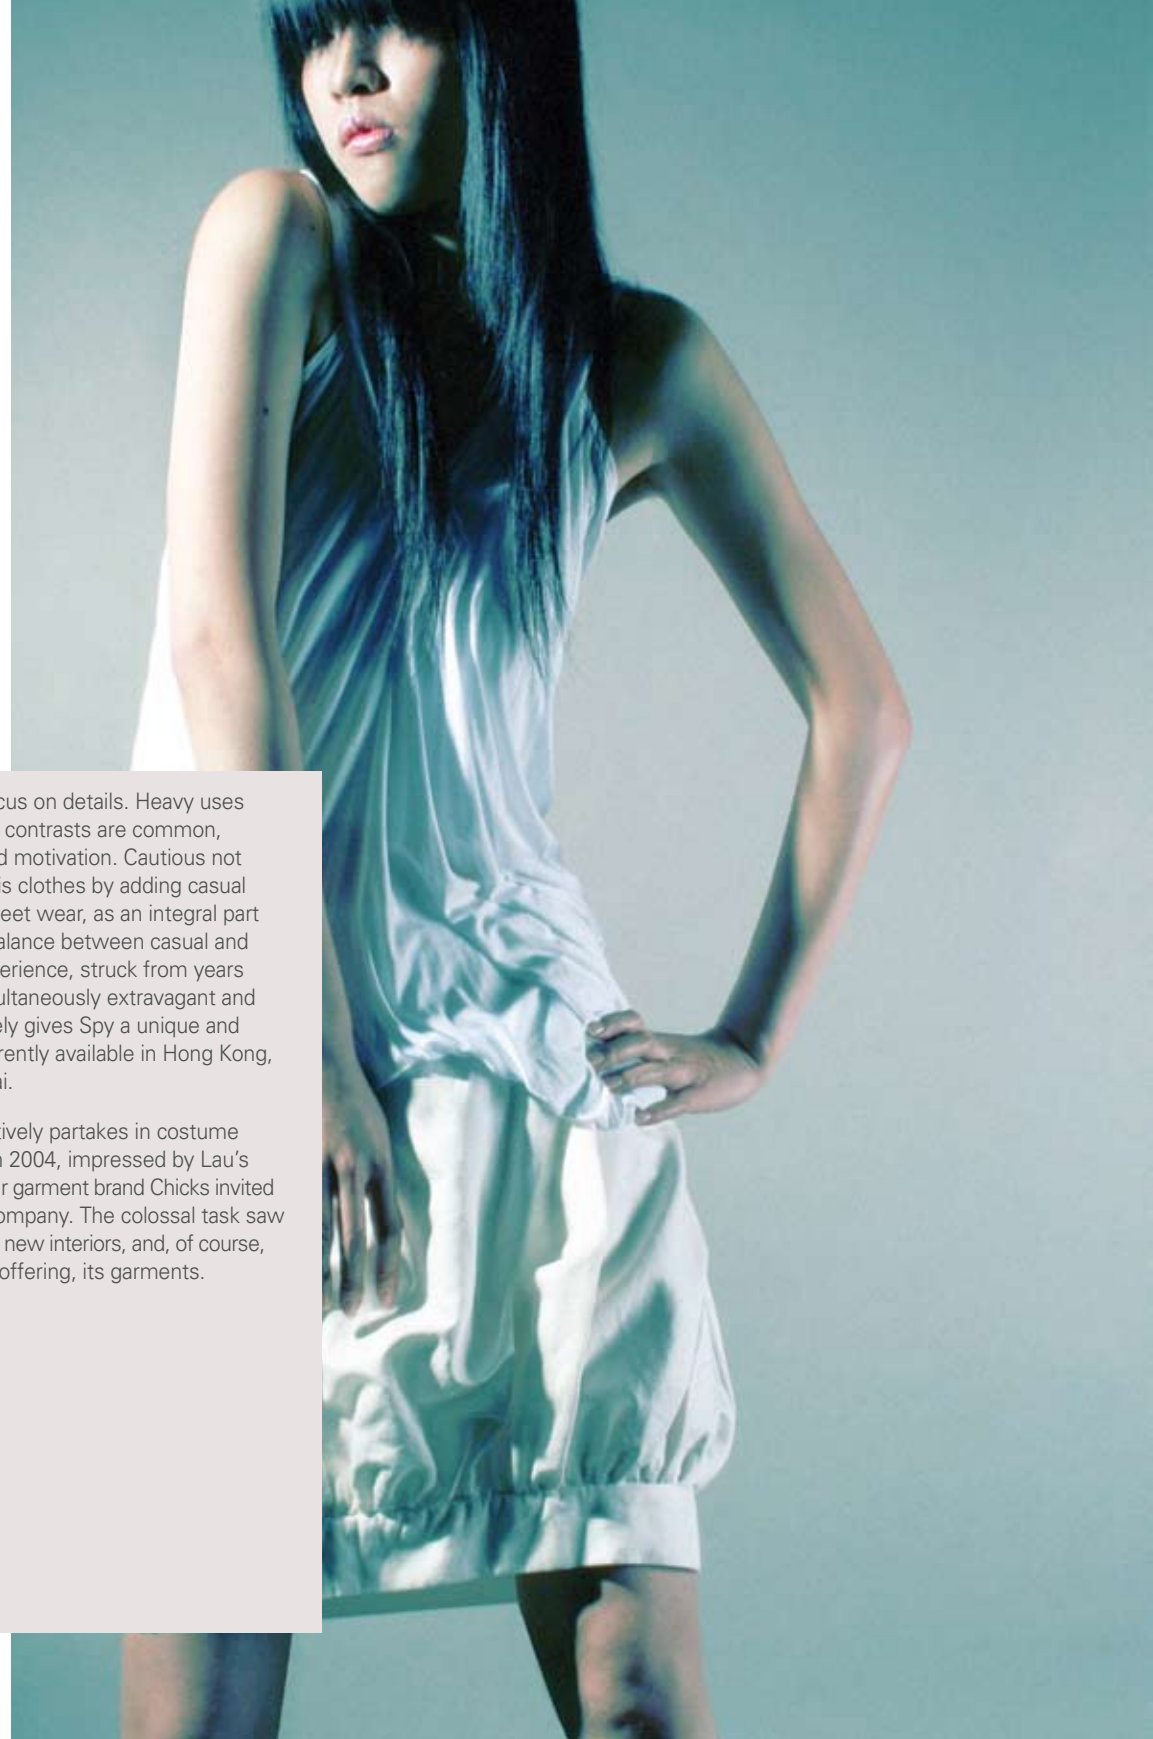 cus on details. Heavy uses
contrasts are common,
d motivation. Cautious not
is clothes by adding casual
eet wear, as an integral part
alance between casual and
erience, struck from years
ultaneously extravagant and
ely gives Spy a unique and
rently available in Hong Kong,
ai.
tively partakes in costume
n 2004, impressed by Lau's
r garment brand Chicks invited
ompany. The colossal task saw
new interiors, and, of course,
offering, its garments.